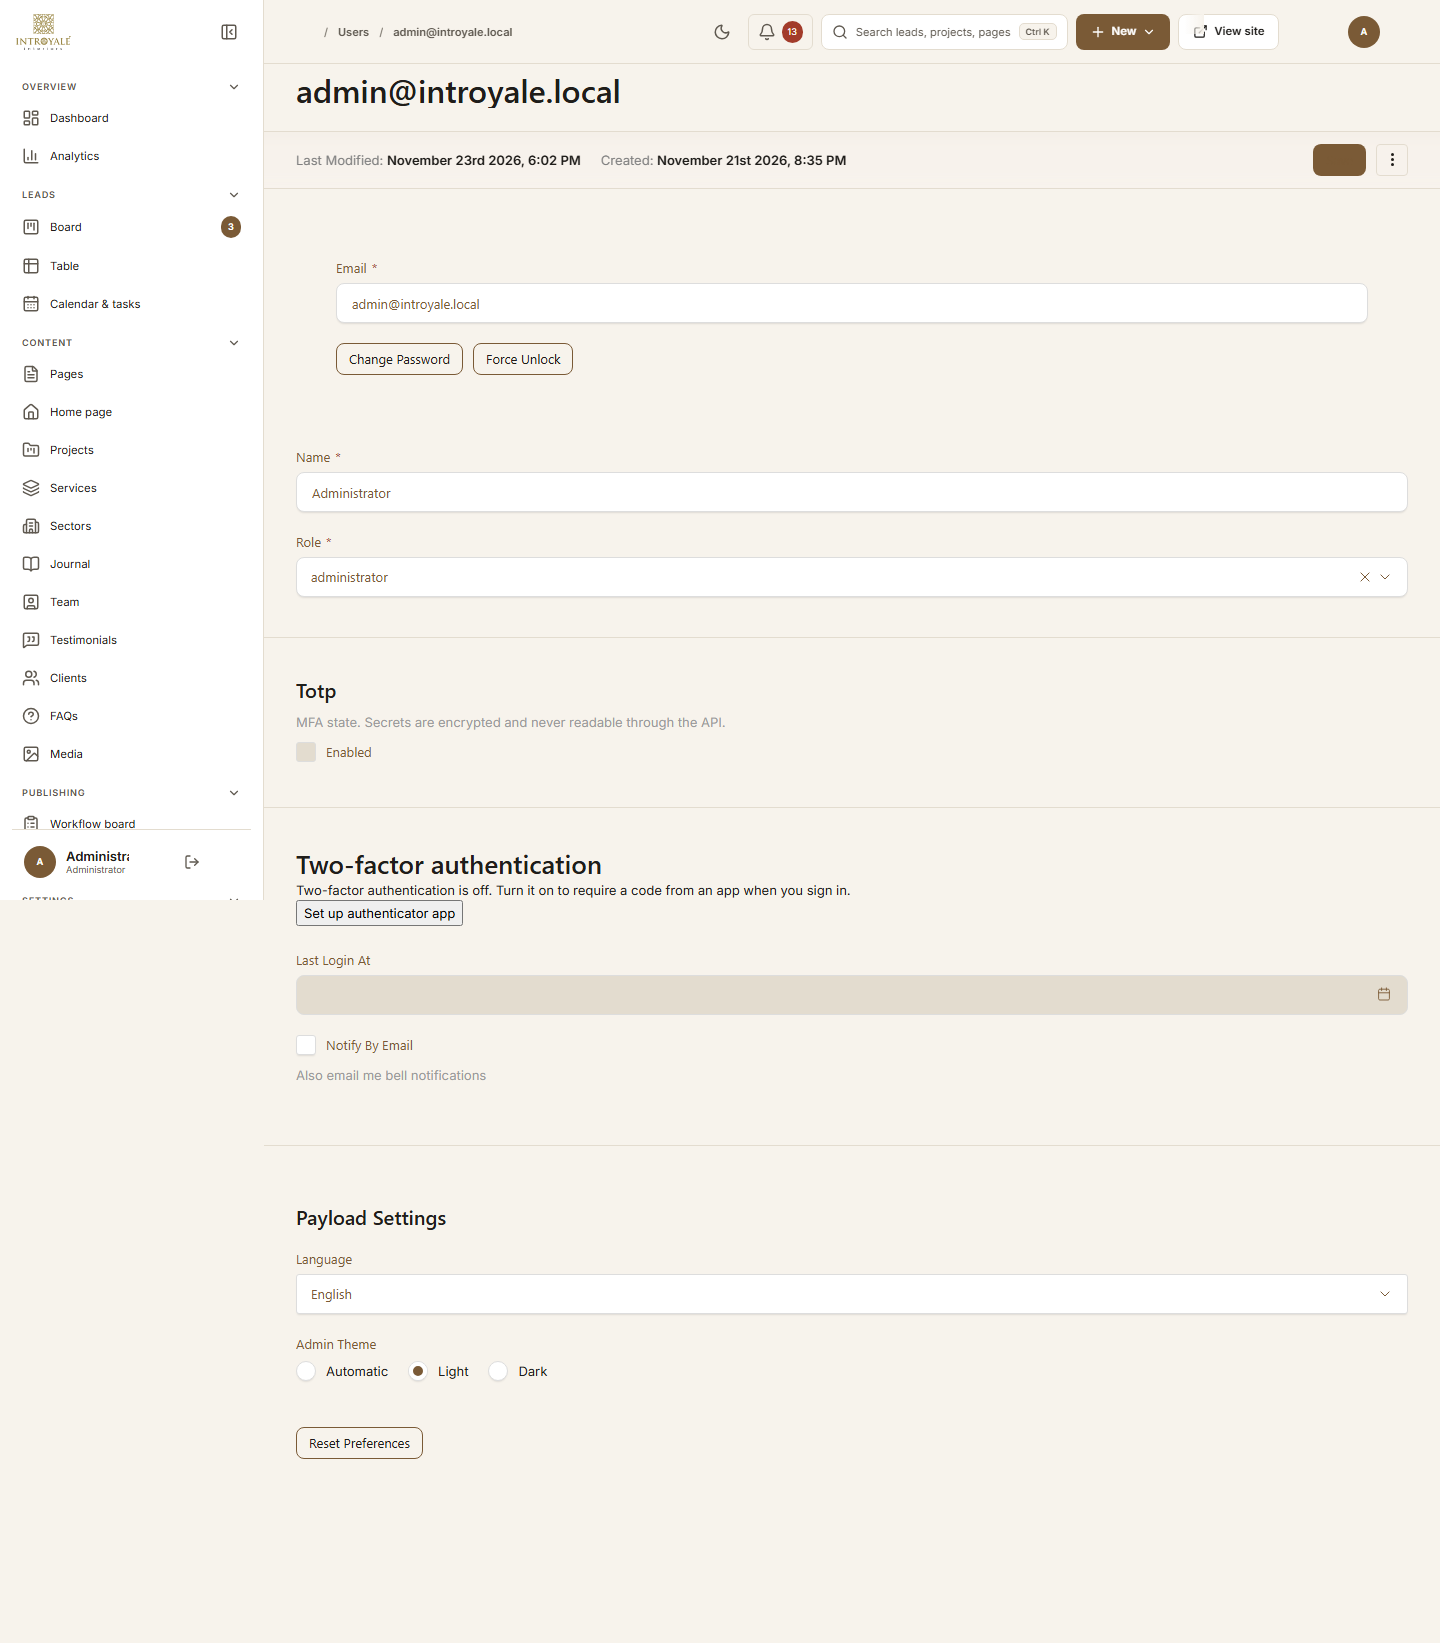 INTROYALE
/ Users / admin@introyale.local
13
Search leads, projects, pages Ctrl K
New
View site
A
OVERVIEW
Dashboard
Analytics
LEADS
Board 3
Table
Calendar & tasks
CONTENT
Pages
Home page
Projects
Services
Sectors
Journal
Team
Testimonials
Clients
FAQs
Media
PUBLISHING
Workflow board
A
Administra
Administrator
SETTINGS
admin@introyale.local
Last Modified: November 23rd 2026, 6:02 PM Created: November 21st 2026, 8:35 PM
Email *
admin@introyale.local
Change Password Force Unlock
Name *
Administrator
Role *
administrator
Totp
MFA state. Secrets are encrypted and never readable through the API.
Enabled
Two-factor authentication
Two-factor authentication is off. Turn it on to require a code from an app when you sign in.
Set up authenticator app
Last Login At
Notify By Email
Also email me bell notifications
Payload Settings
Language
English
Admin Theme
Automatic Light Dark
Reset Preferences